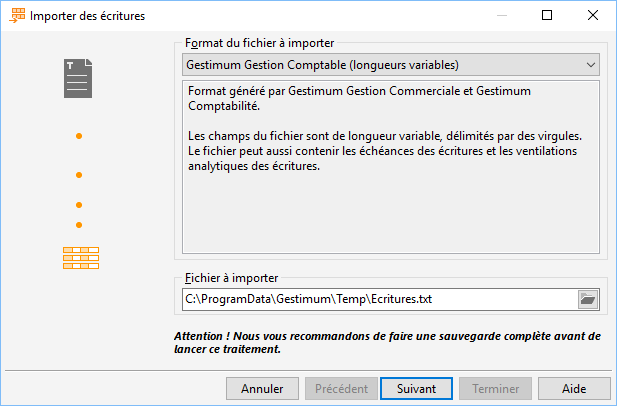 Importer des écritures
Format du fichier à importer
Gestimum Gestion Comptable (longueurs variables)
Format généré par Gestimum Gestion Commerciale et Gestimum
Comptabilité.
Les champs du fichier sont de longueur variable, délimités par des virgules.
Le fichier peut aussi contenir les échéances des écritures et les ventilations
analytiques des écritures.
Fichier à importer
C:\ProgramData\Gestimum\Temp\Ecritures.txt
Attention ! Nous vous recommandons de faire une sauvegarde complète avant de
lancer ce traitement.
Annuler Précédent Suivant Terminer Aide